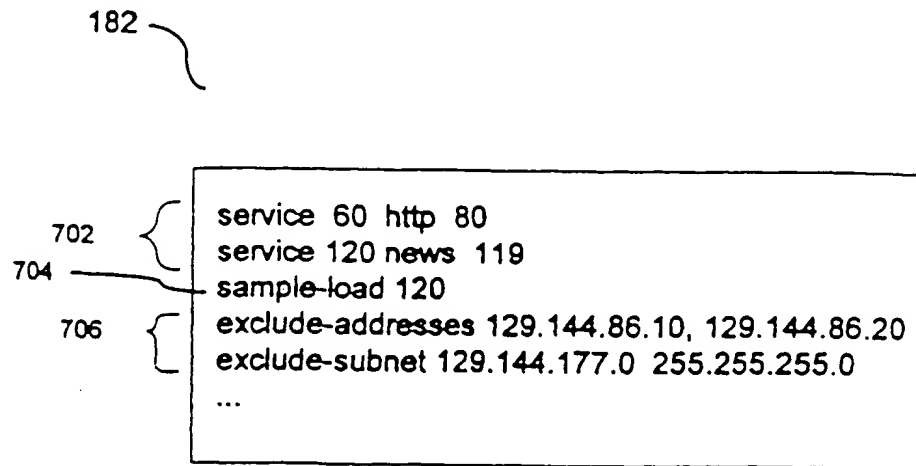 182
702
704
706
service 60 http 80
service 120 news 119
sample-load 120
exclude-addresses 129.144.86.10, 129.144.86.20
exclude-subnet 129.144.177.0 255.255.255.0
...